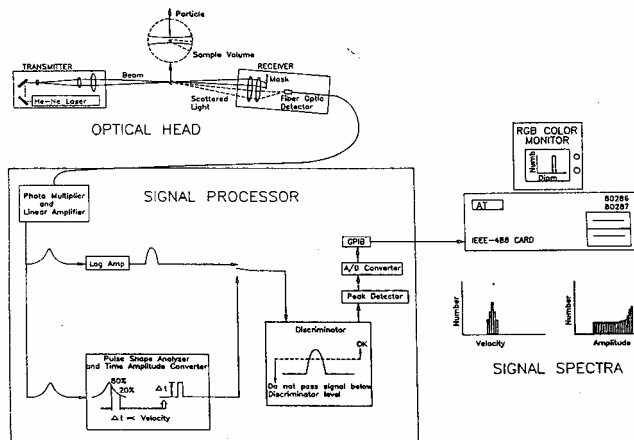 Particle
Sample Volume
TRANSMITTER
Beam
He-Ne Laser
RECEIVER
Mask
Scattered
Light
Fiber Optic
Detector
OPTICAL HEAD
RGB COLOR
MONITOR
Numb
Diam
AT
80286
80287
IEEE-488 CARD
SIGNAL PROCESSOR
Photo Multiplier
and
Linear Amplifier
Log Amp
GPIB
A/D Converter
Peak Detector
Discriminator
OK
Do not pass signal below
Discriminator level
Pulse Shape Analyzer
and Time Amplitude Converter
80%
20%
Δt
Δt ∝ Velocity
Number
Velocity
Number
Amplitude
SIGNAL SPECTRA